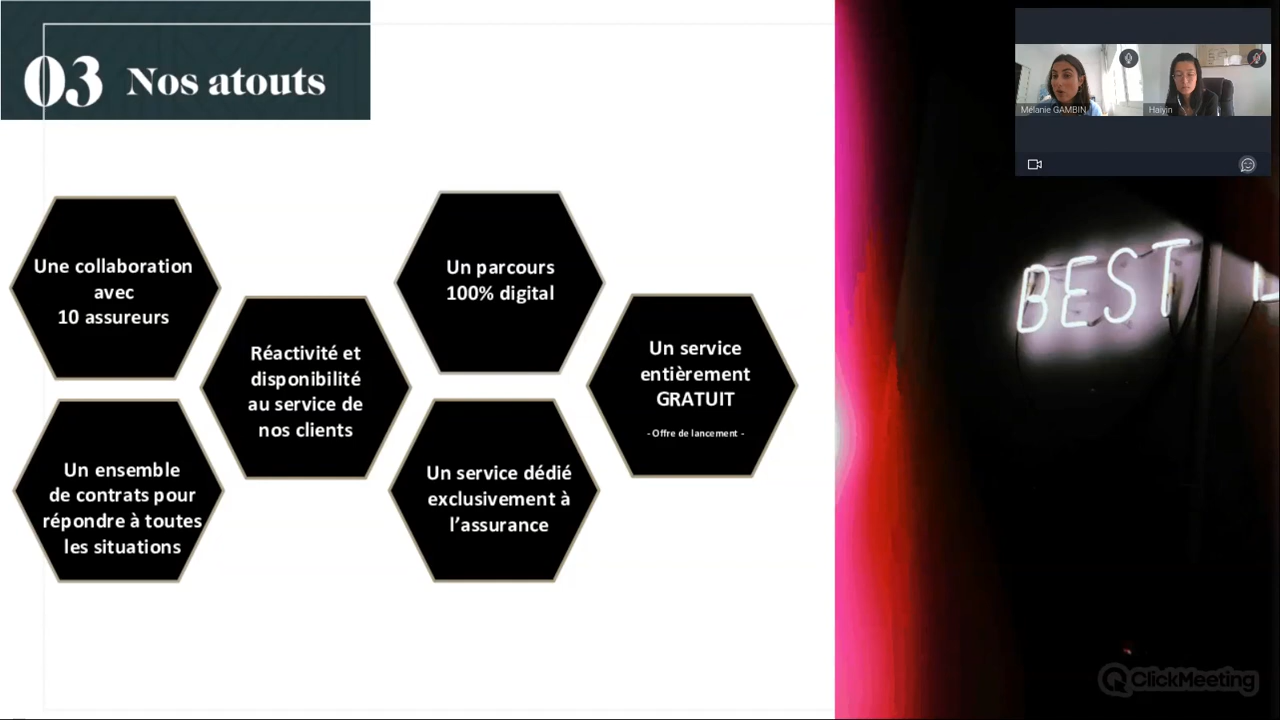 03 Nos atouts
Une collaboration
avec
10 assureurs
Réactivité et
disponibilité
au service de
nos clients
Un parcours
100% digital
Un service
entièrement
GRATUIT
- Offre de lancement -
Un ensemble
de contrats pour
répondre à toutes
les situations
Un service dédié
exclusivement à
l’assurance
Mélanie GAMBIN
Haiyin
BEST
ClickMeeting